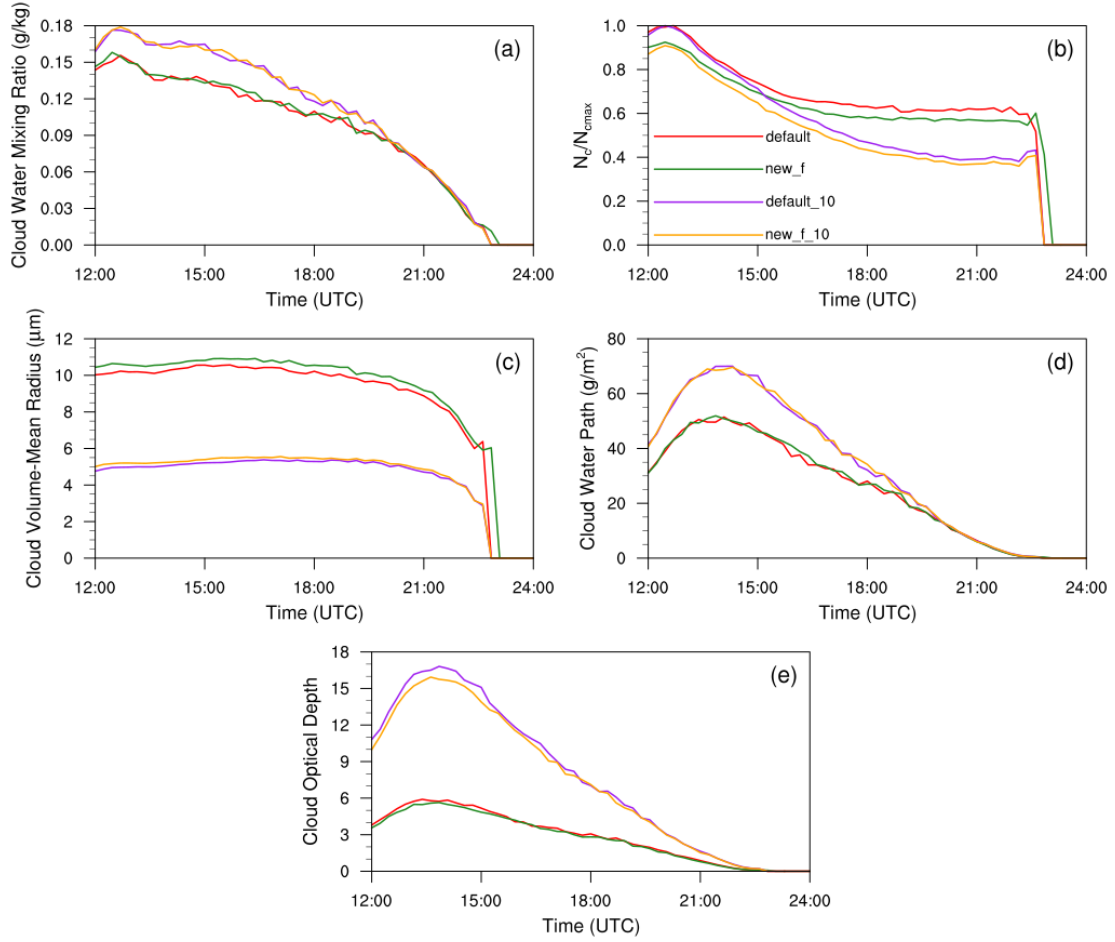 (a)
Cloud Water Mixing Ratio (g/kg)
0.18
0.15
0.12
0.09
0.06
0.03
0.00
12:00 15:00 18:00 21:00 24:00
Time (UTC)
(b)
N_c/N_cmax
1.0
0.8
0.6
0.4
0.2
0.0
default
new_f
default_10
new_f_10
12:00 15:00 18:00 21:00 24:00
Time (UTC)
(c)
Cloud Volume-Mean Radius (μm)
12
10
8
6
4
2
0
12:00 15:00 18:00 21:00 24:00
Time (UTC)
(d)
Cloud Water Path (g/m²)
80
60
40
20
0
12:00 15:00 18:00 21:00 24:00
Time (UTC)
(e)
Cloud Optical Depth
18
15
12
9
6
3
0
12:00 15:00 18:00 21:00 24:00
Time (UTC)